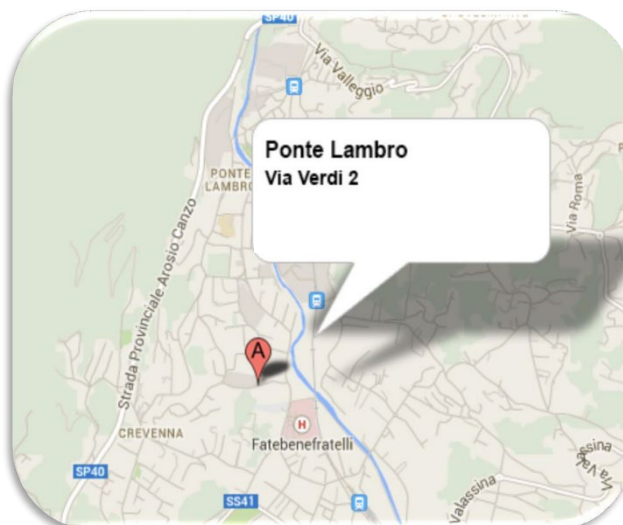 SP40
Via Valleggio
Ponte Lambro
Via Verdi 2
PONTE
LAMBRO
Via Roma
Strada Provinciale Arosio Canzo
A
CREVENNA
H
Fatebenefratelli
SP40
SS41
Valassina